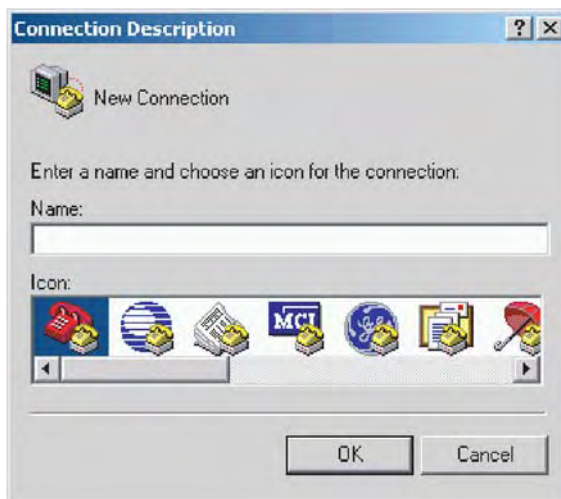 Connection Description
New Connection
Enter a name and choose an icon for the connection:
Name:
Icon:
MCI
OK
Cancel